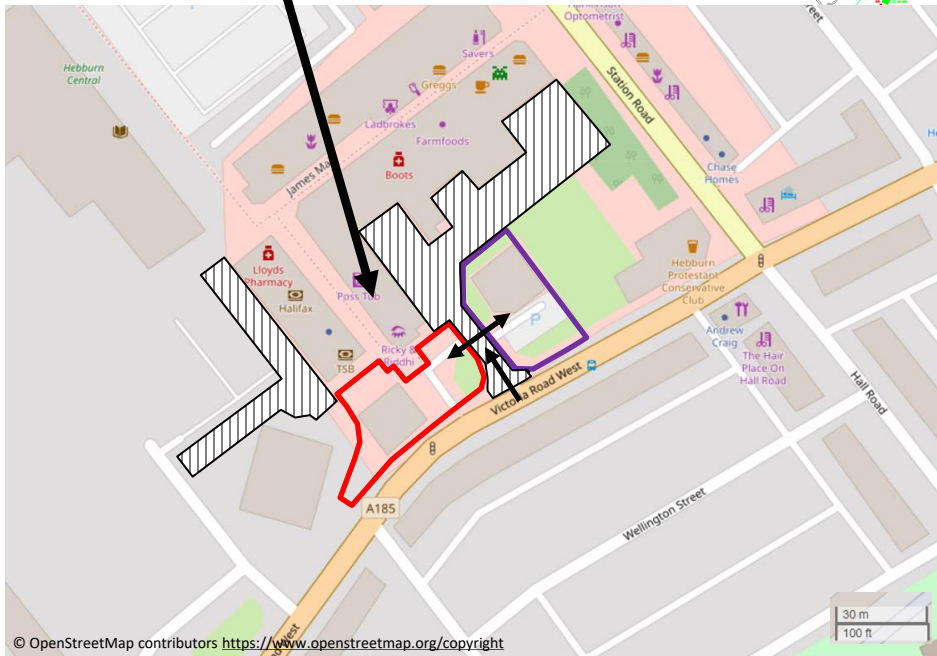 Optometrist
Street
Savers
Hebburn
Central
Greggs
Station Road
Ladbrokes
Farmfoods
James Ma
Boots
Chase
Homes
Lloyds
Pharmacy
Halifax
Poss Tub
Hebburn
Protestant
Conservative
Club
P
Ricky &
Riddhi
TSB
Andrew
Craig
The Hair
Place On
Hall Road
Victoria Road West
Hall Road
A185
Wellington Street
30 m
100 ft
West
© OpenStreetMap contributors https://www.openstreetmap.org/copyright